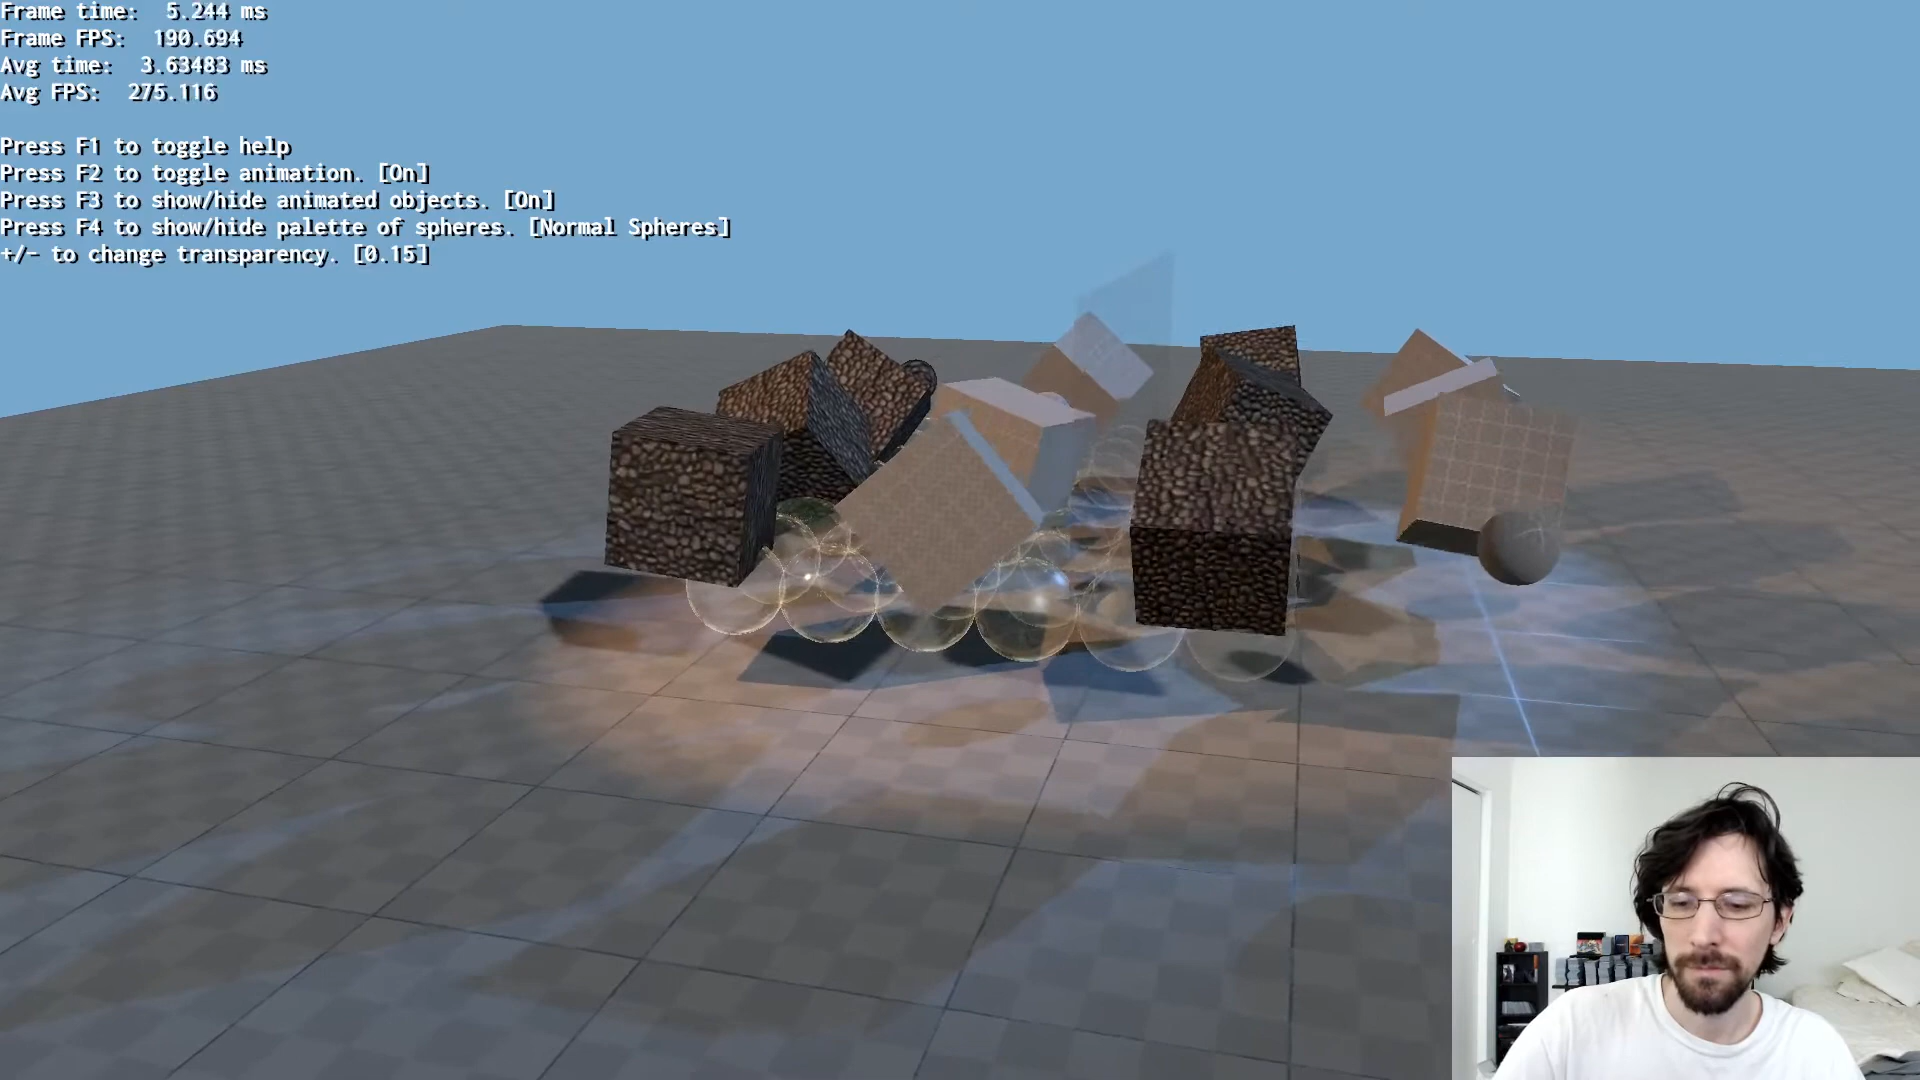 Frame time:  5.244 ms
Frame FPS:  190.694
Avg time:  3.63483 ms
Avg FPS:  275.116
Press F1 to toggle help
Press F2 to toggle animation. [On]
Press F3 to show/hide animated objects. [On]
Press F4 to show/hide palette of spheres. [Normal Spheres]
+/- to change transparency. [0.15]